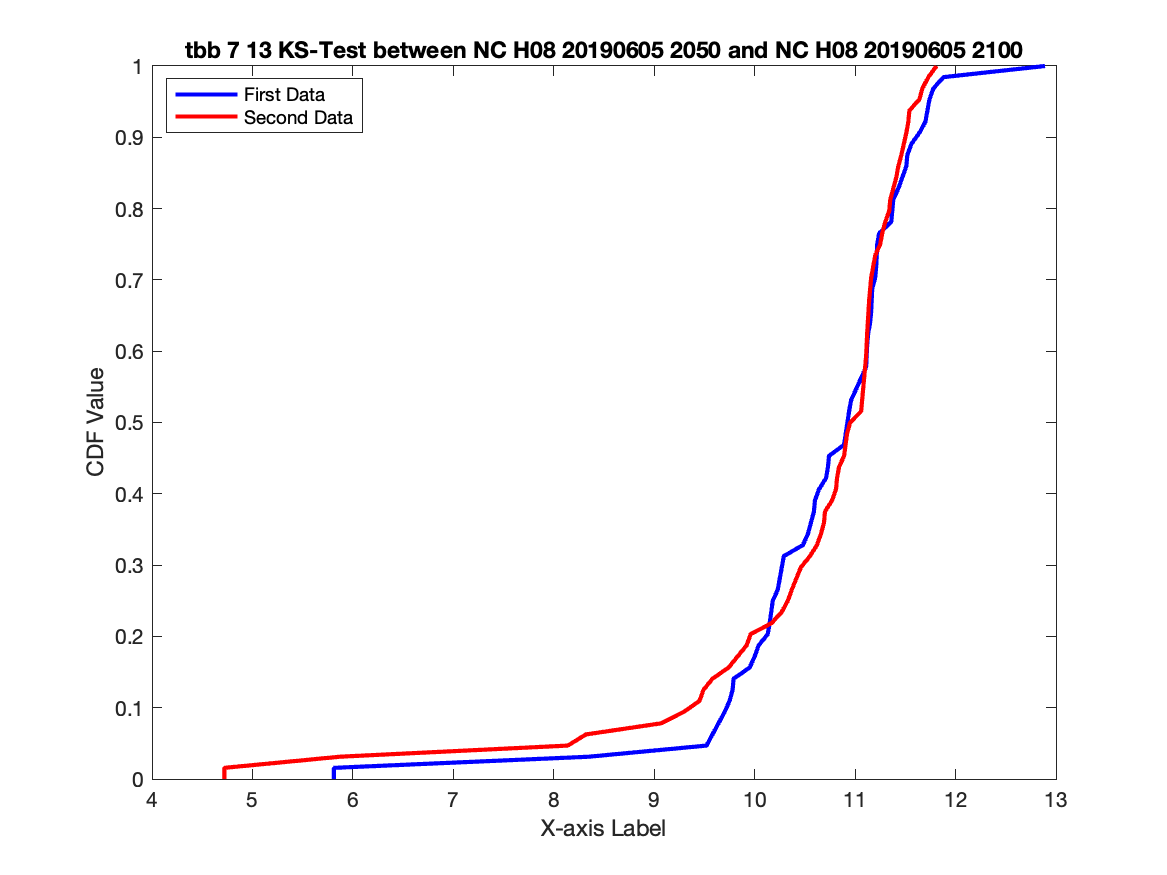 tbb 7 13 KS-Test between NC H08 20190605 2050 and NC H08 20190605 2100
First Data
Second Data
1
0.9
0.8
0.7
0.6
0.5
0.4
0.3
0.2
0.1
0
CDF Value
4 5 6 7 8 9 10 11 12 13
X-axis Label